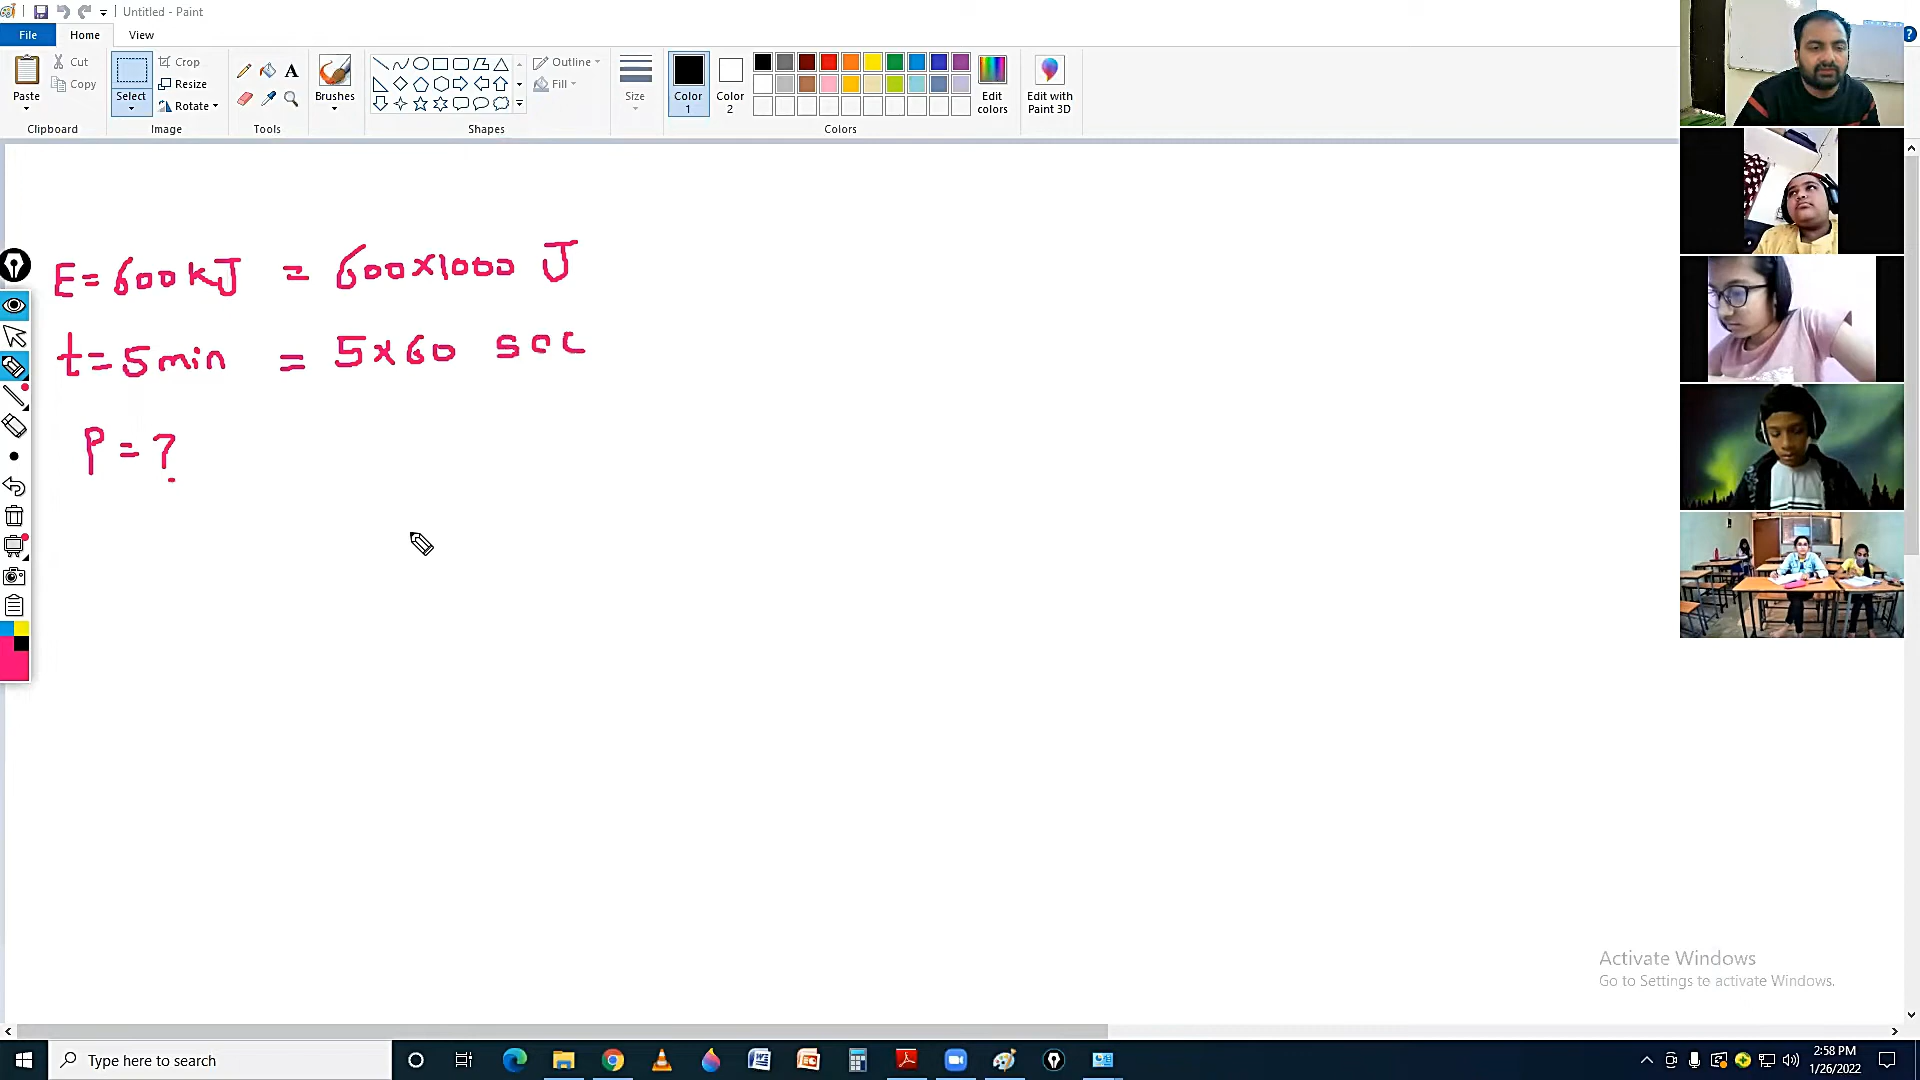 Untitled - Paint
File Home View
Paste
Cut
Copy
Clipboard
Select
Crop
Resize
Rotate
Image
Tools
Brushes
Shapes
Outline
Fill
Size
Color 1
Color 2
Colors
Edit colors
Edit with Paint 3D
E = 600 kJ = 600 × 1000 J
t = 5 min = 5 × 60 sec
P = ?
Activate Windows
Go to Settings to activate Windows.
Type here to search
2:58 PM
1/26/2022